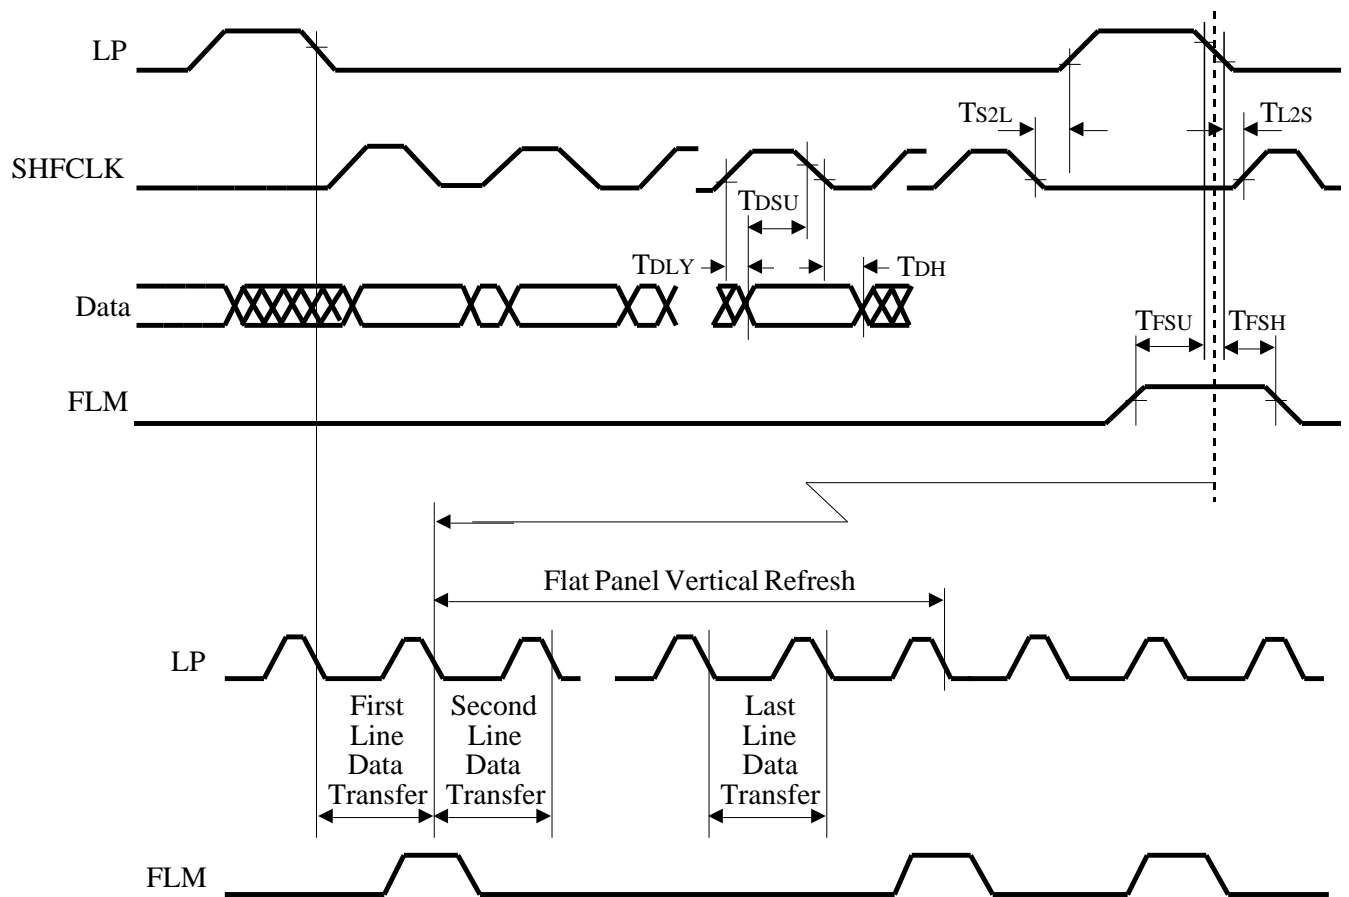 LP
TS2L
TL2S
SHFCLK
TDSU
TDLY
TDH
Data
TFSU
TFSH
FLM
Flat Panel Vertical Refresh
LP
First
Line
Data
Transfer
Second
Line
Data
Transfer
Last
Line
Data
Transfer
FLM